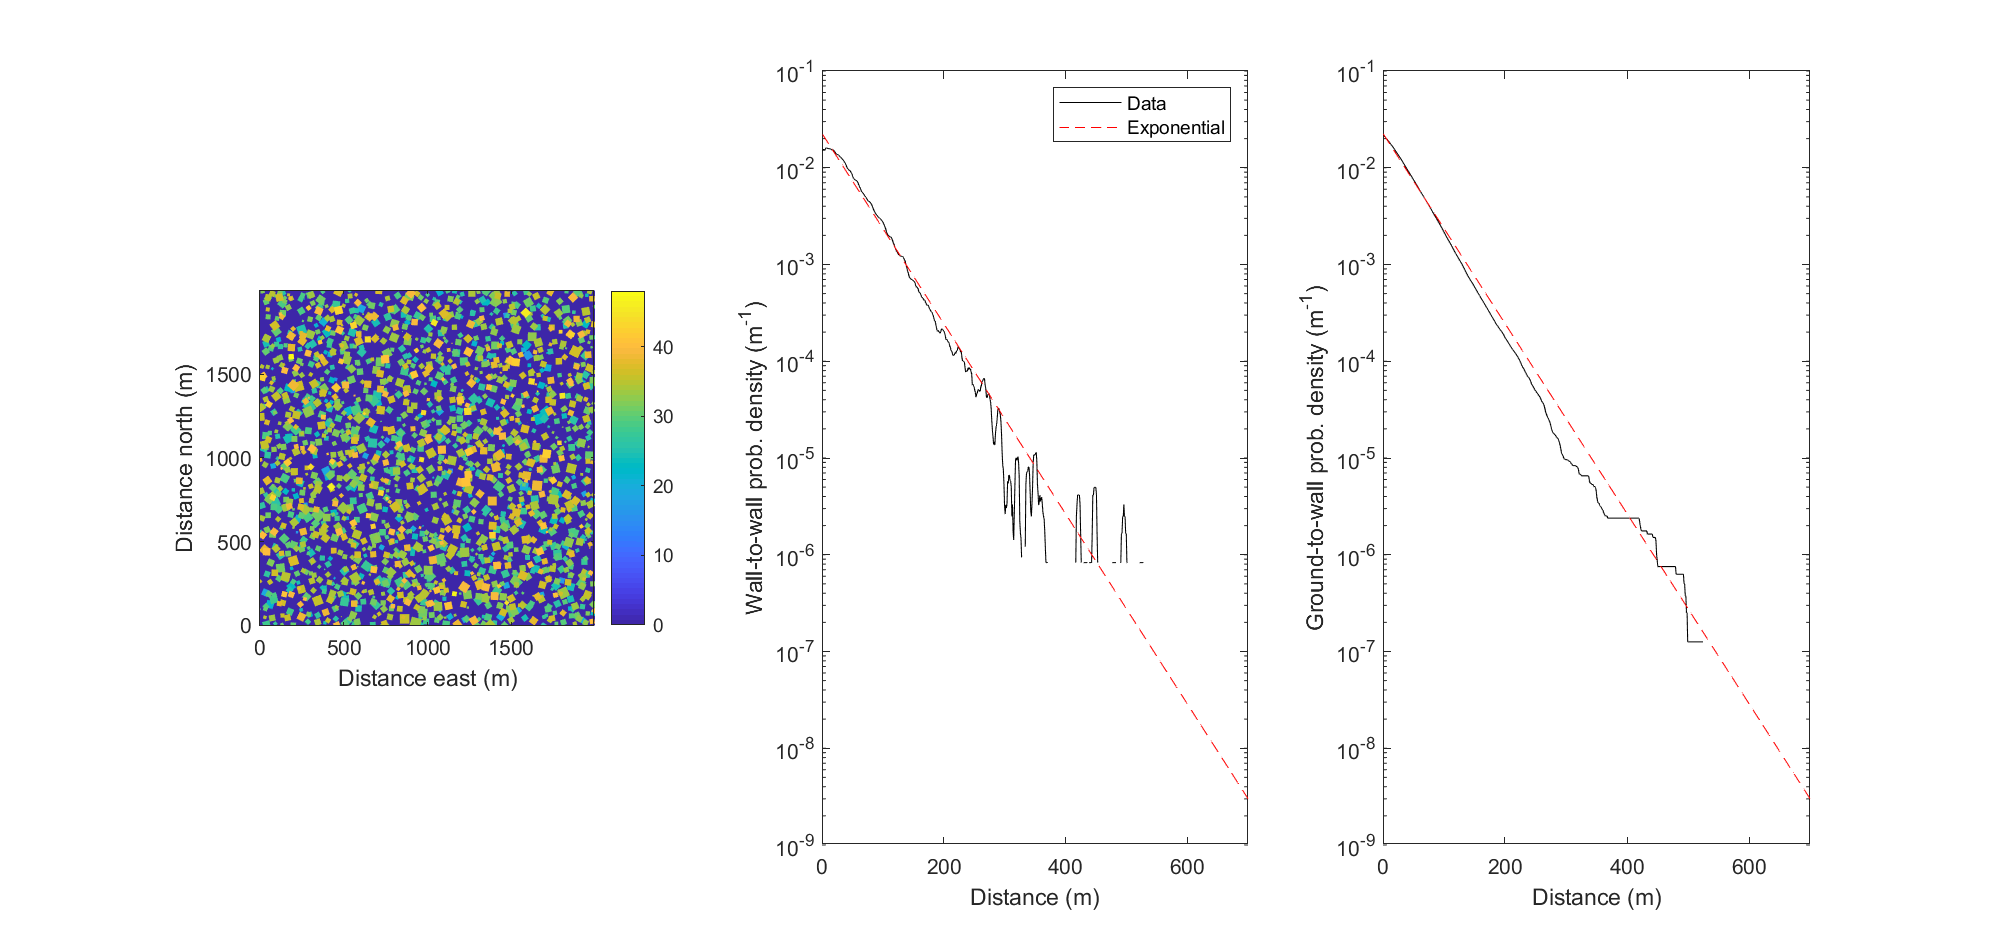 Distance north (m)
1500
1000
500
0
0 500 1000 1500
Distance east (m)
40
30
20
10
0
Wall-to-wall prob. density (m⁻¹)
10⁻¹
10⁻²
10⁻³
10⁻⁴
10⁻⁵
10⁻⁶
10⁻⁷
10⁻⁸
10⁻⁹
0 200 400 600
Distance (m)
Data
Exponential
Ground-to-wall prob. density (m⁻¹)
10⁻¹
10⁻²
10⁻³
10⁻⁴
10⁻⁵
10⁻⁶
10⁻⁷
10⁻⁸
10⁻⁹
0 200 400 600
Distance (m)